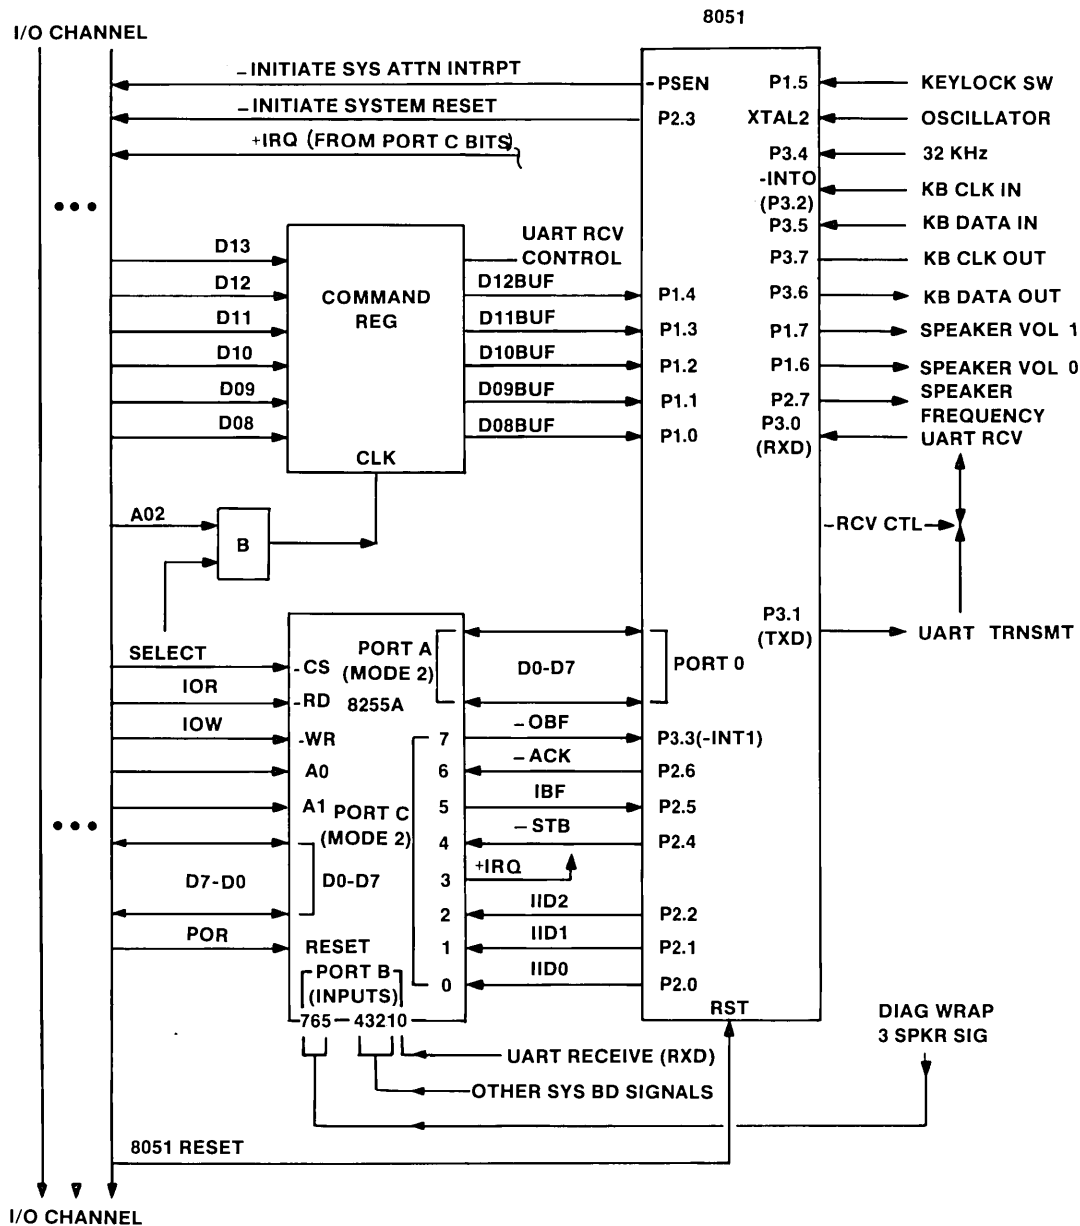 8051
I/O CHANNEL
–INITIATE SYS ATTN INTRPT
-PSEN
P1.5
KEYLOCK SW
–INITIATE SYSTEM RESET
P2.3
XTAL2
OSCILLATOR
+IRQ (FROM PORT C BITS)
P3.4
32 KHz
-INTO
(P3.2)
KB CLK IN
P3.5
KB DATA IN
D13
UART RCV
CONTROL
P3.7
KB CLK OUT
D12
COMMAND
REG
D12BUF
P1.4
P3.6
KB DATA OUT
D11
D11BUF
P1.3
P1.7
SPEAKER VOL 1
D10
D10BUF
P1.2
P1.6
SPEAKER VOL 0
D09
D09BUF
P1.1
P2.7
SPEAKER
FREQUENCY
D08
D08BUF
P1.0
P3.0
(RXD)
UART RCV
CLK
A02
B
–RCV CTL
SELECT
-CS
PORT A
(MODE 2)
D0-D7
PORT 0
P3.1
(TXD)
UART TRNSMT
IOR
-RD
8255A
IOW
-WR
7
–OBF
P3.3(-INT1)
A0
6
–ACK
P2.6
A1
PORT C
(MODE 2)
5
IBF
P2.5
4
–STB
P2.4
D7-D0
D0-D7
3
+IRQ
2
IID2
P2.2
POR
RESET
1
IID1
P2.1
PORT B
(INPUTS)
0
IID0
P2.0
765
43210
RST
DIAG WRAP
3 SPKR SIG
UART RECEIVE (RXD)
OTHER SYS BD SIGNALS
8051 RESET
I/O CHANNEL